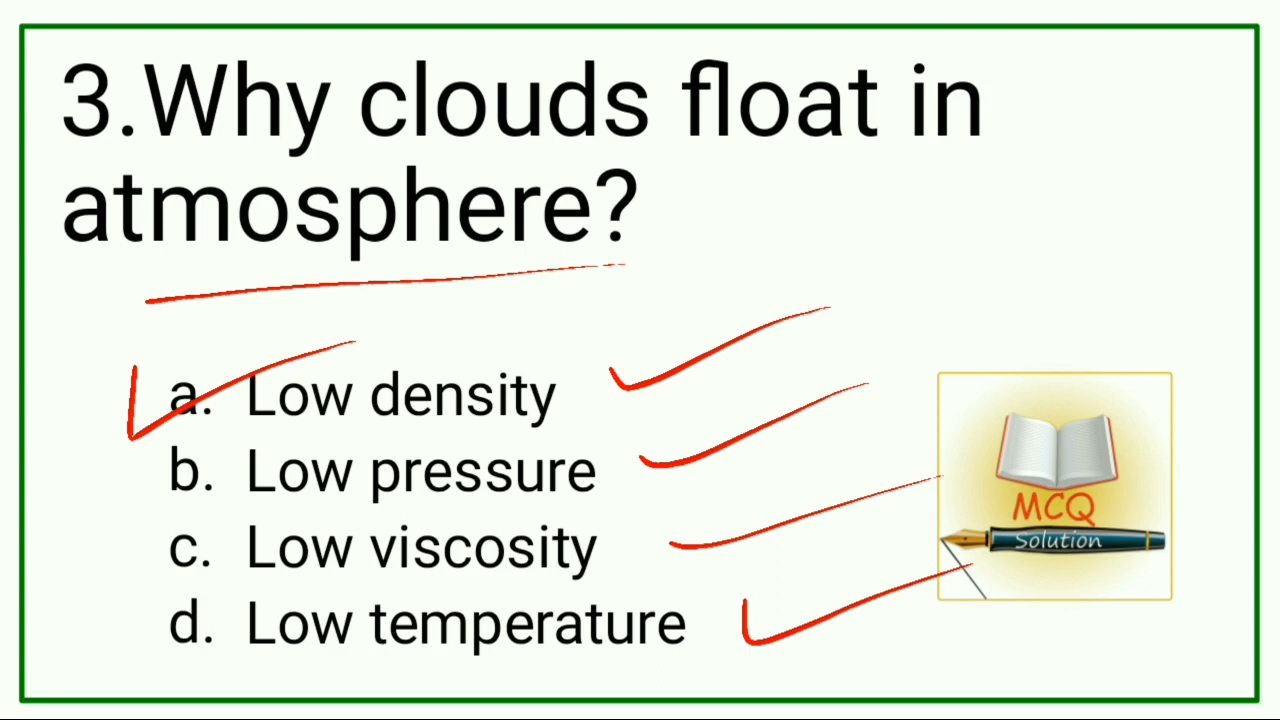 3.Why clouds float in
atmosphere?
a. Low density
b. Low pressure
c. Low viscosity
d. Low temperature
MCQ
Solution